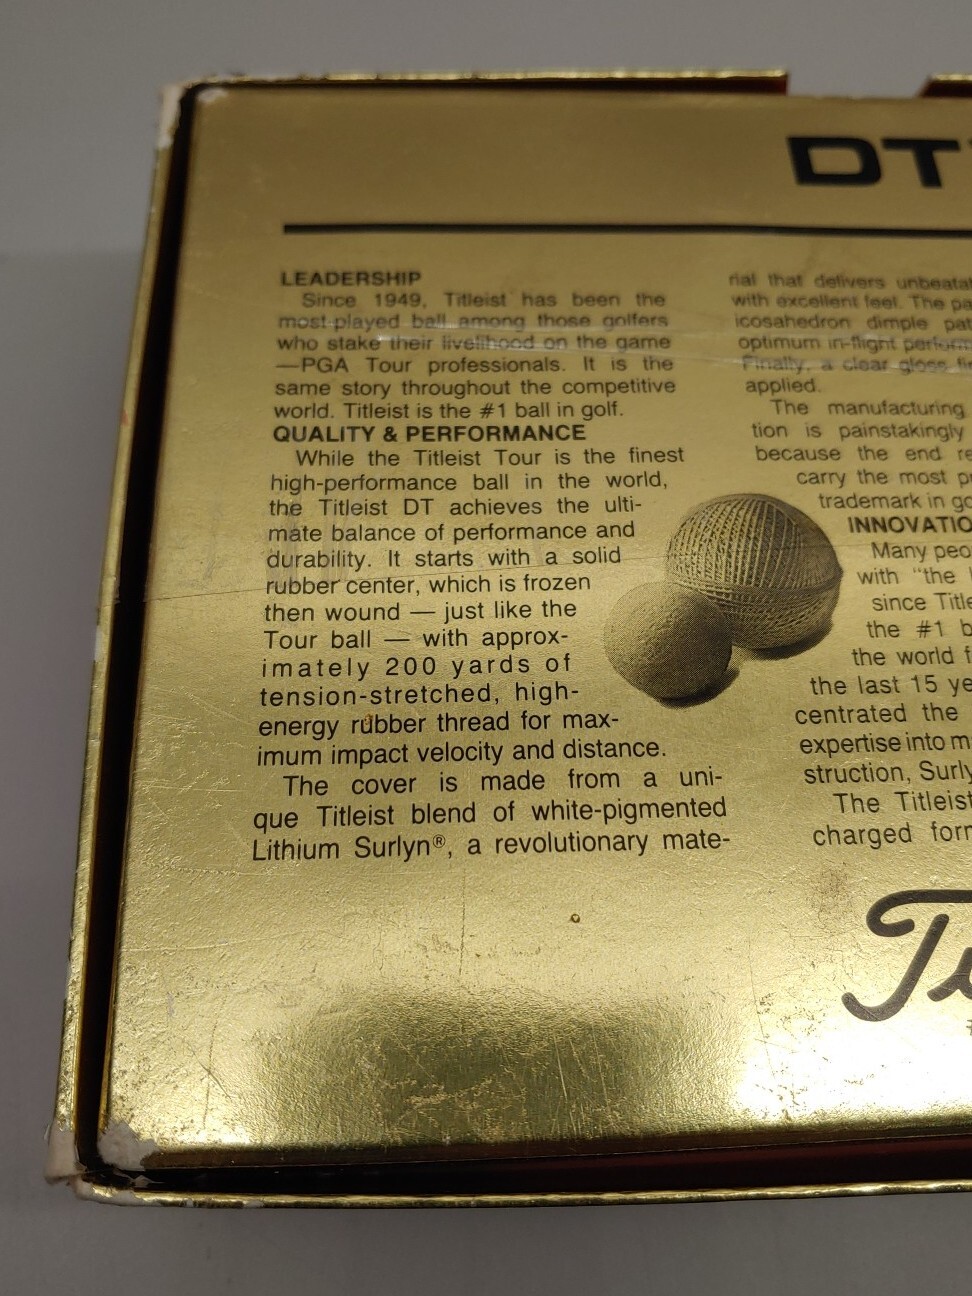 DT
LEADERSHIP
Since 1949, Titleist has been the
most played ball among those golfers
who stake their livelihood on the game
—PGA Tour professionals. It is the
same story throughout the competitive
world. Titleist is the #1 ball in golf.
QUALITY & PERFORMANCE
While the Titleist Tour is the finest
high-performance ball in the world,
the Titleist DT achieves the ulti-
mate balance of performance and
durability. It starts with a solid
rubber center, which is frozen
then wound — just like the
Tour ball — with approx-
imately 200 yards of
tension-stretched, high-
energy rubber thread for max-
imum impact velocity and distance.
The cover is made from a uni-
que Titleist blend of white-pigmented
Lithium Surlyn®, a revolutionary mate-
rial that delivers
with excellent feel. The
icosahedron dimple
optimum in-flight
Finally, a clear gloss
applied.
The manufacturing
tion is painstakingly
because the end
carry the most
trademark in
INNOVATIO
Many
with "the
since
the #1
the world
the last 15
centrated the
expertise into
struction,
The Titleist
charged